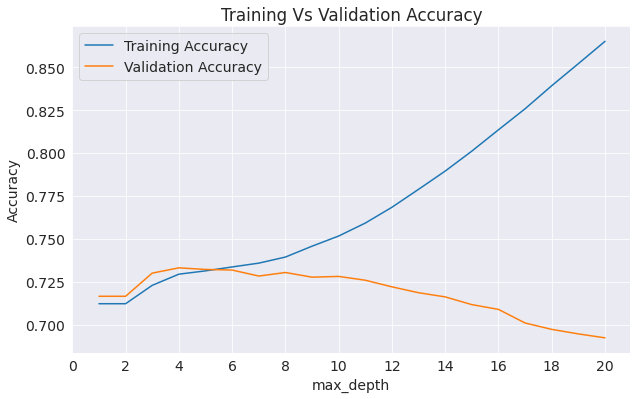 Training Vs Validation Accuracy
Training Accuracy
Validation Accuracy
0.850
0.825
0.800
0.775
0.750
0.725
0.700
Accuracy
0 2 4 6 8 10 12 14 16 18 20
max_depth